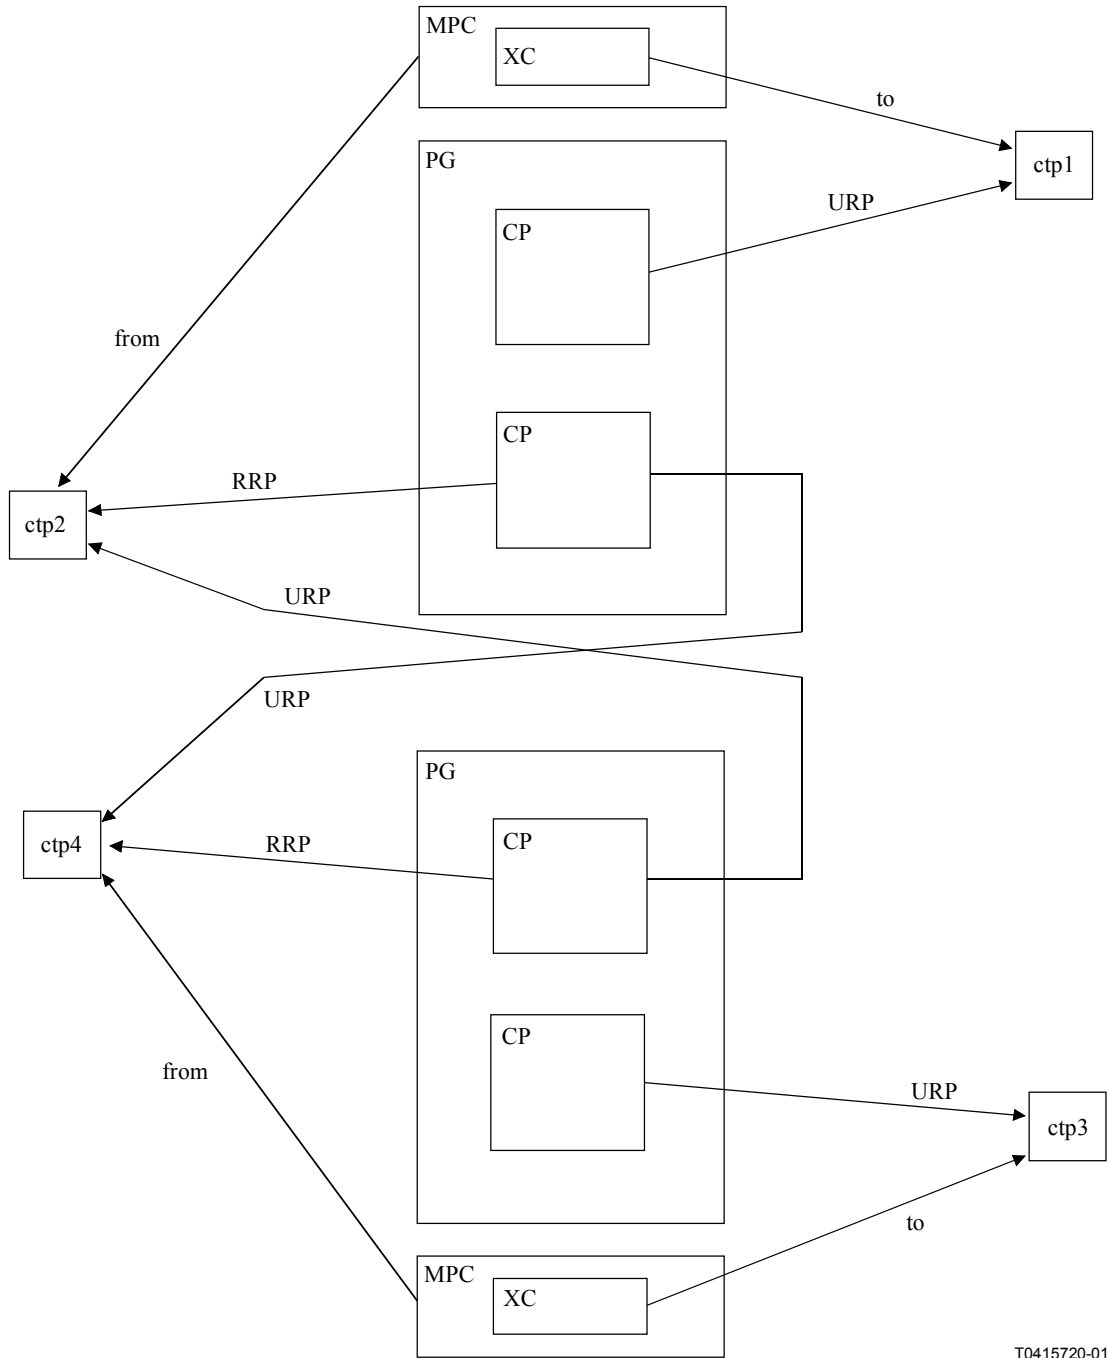 MPC
XC
to
PG
ctp1
URP
CP
from
CP
RRP
ctp2
URP
URP
PG
CP
ctp4
RRP
CP
from
URP
ctp3
to
MPC
XC
T0415720-01